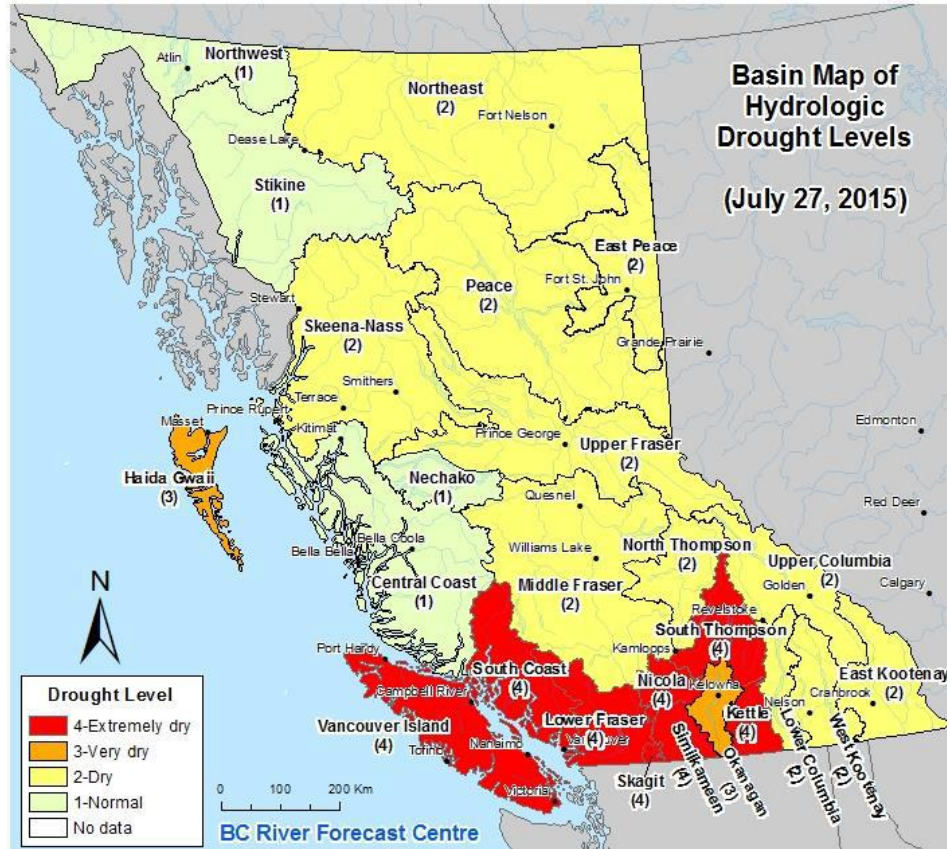 Basin Map of
Hydrologic
Drought Levels
(July 27, 2015)
Atlin
Northwest
(1)
Northeast
(2)
Fort Nelson
Dease Lake
Stikine
(1)
East Peace
(2)
Peace
(2)
Fort St. John
Stewart
Skeena-Nass
(2)
Grande Prairie
Smithers
Terrace
Prince Rupert
Masset
Kitimat
Prince George
Edmonton
Upper Fraser
(2)
Haida Gwaii
(3)
Nechako
(1)
Quesnel
Red Deer
Bella Coola
Bella Bella
Williams Lake
North Thompson
(2)
Upper Columbia
(2)
Golden
Calgary
Central Coast
(1)
Middle Fraser
(2)
Revelstoke
N
Port Hardy
South Thompson
(4)
Kamloops
South Coast
(4)
Nicola
(4)
East Kootenay
(2)
Campbell River
Kelowna
Nelson
Cranbrook
Kettle
(4)
Vancouver Island
(4)
Lower Fraser
(4)
Vancouver
Tofino
Nanaimo
Skagit
(4)
Similkameen
(4)
Okanagan
(3)
Lower Columbia
(2)
West Kootenay
(2)
Victoria
Drought Level
4-Extremely dry
3-Very dry
2-Dry
1-Normal
No data
0 50 100 200 Km
BC River Forecast Centre